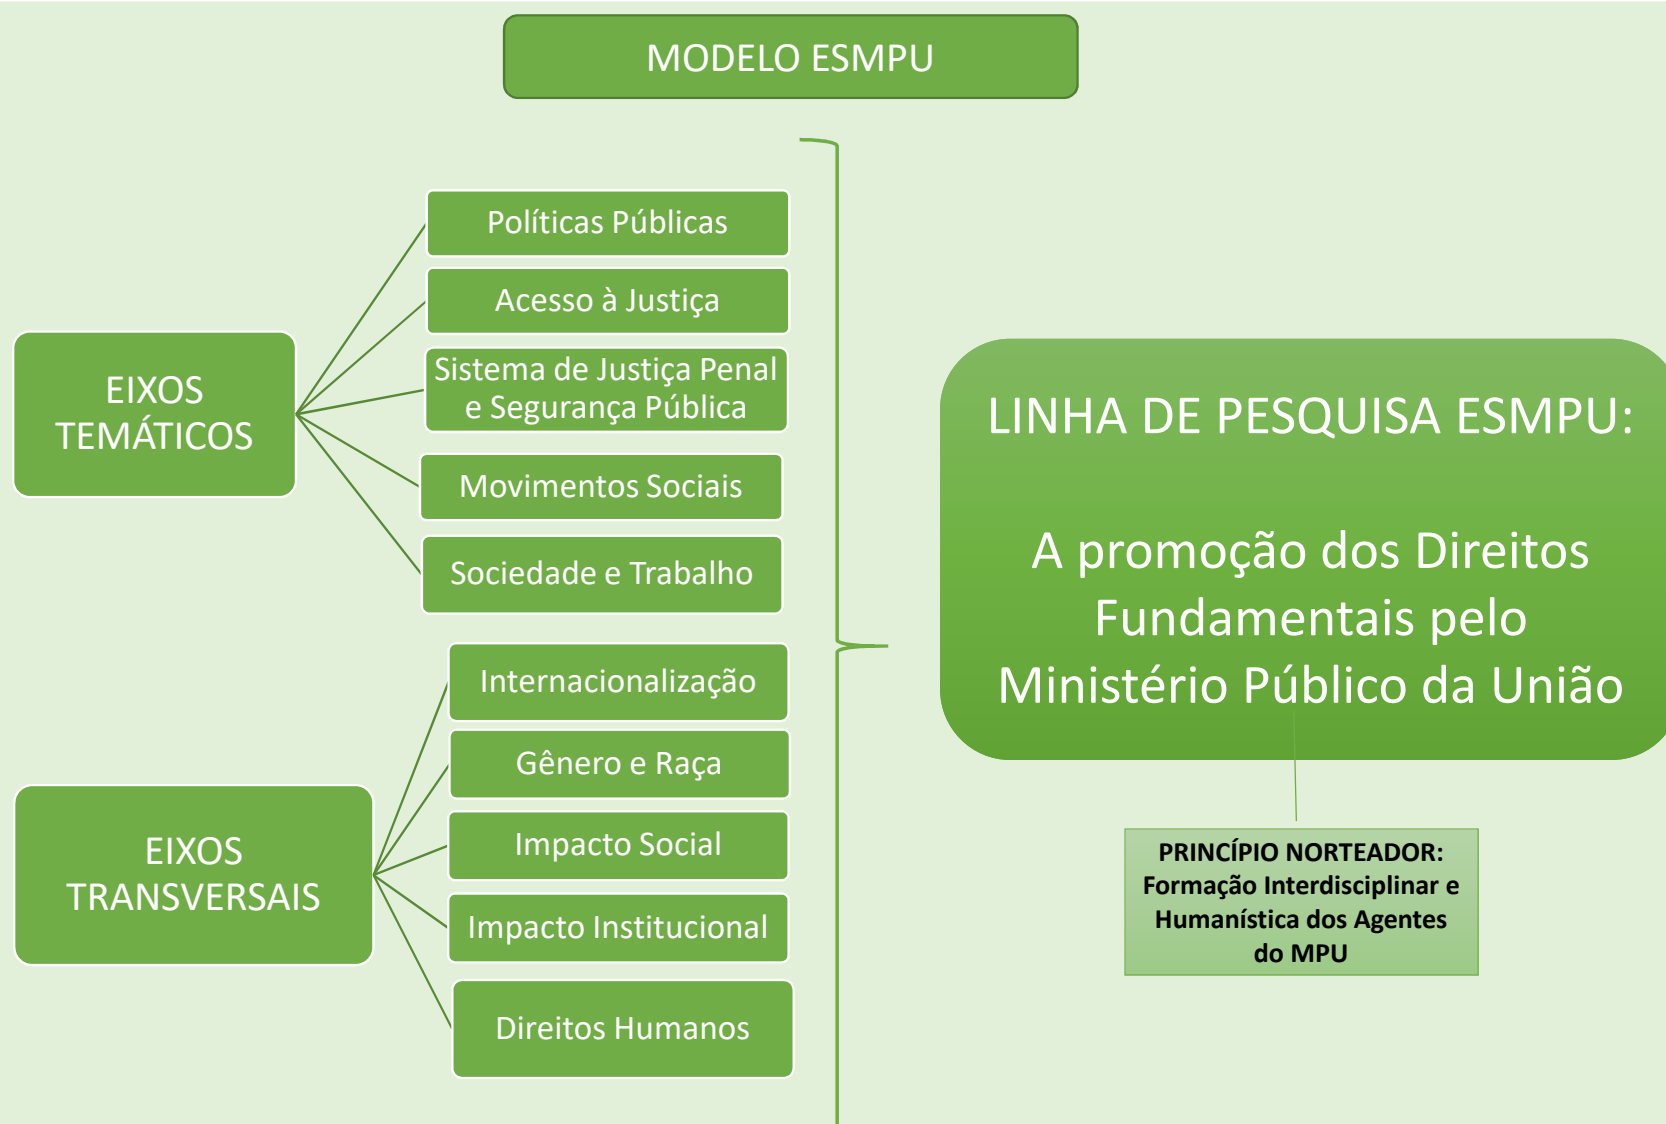 MODELO ESMPU
EIXOS
TEMÁTICOS
Políticas Públicas
Acesso à Justiça
Sistema de Justiça Penal
e Segurança Pública
Movimentos Sociais
Sociedade e Trabalho
EIXOS
TRANSVERSAIS
Internacionalização
Gênero e Raça
Impacto Social
Impacto Institucional
Direitos Humanos
LINHA DE PESQUISA ESMPU:
A promoção dos Direitos
Fundamentais pelo
Ministério Público da União
PRINCÍPIO NORTEADOR:
Formação Interdisciplinar e
Humanística dos Agentes
do MPU